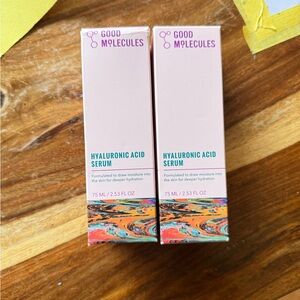 GOOD
MOLECULES
HYALURONIC ACID
SERUM
Formulated to draw moisture into
the skin for deeper hydration
75 ML / 2.53 FL OZ
GOOD
MOLECULES
HYALURONIC ACID
SERUM
Formulated to draw moisture into
the skin for deeper hydration
75 ML / 2.53 FL OZ